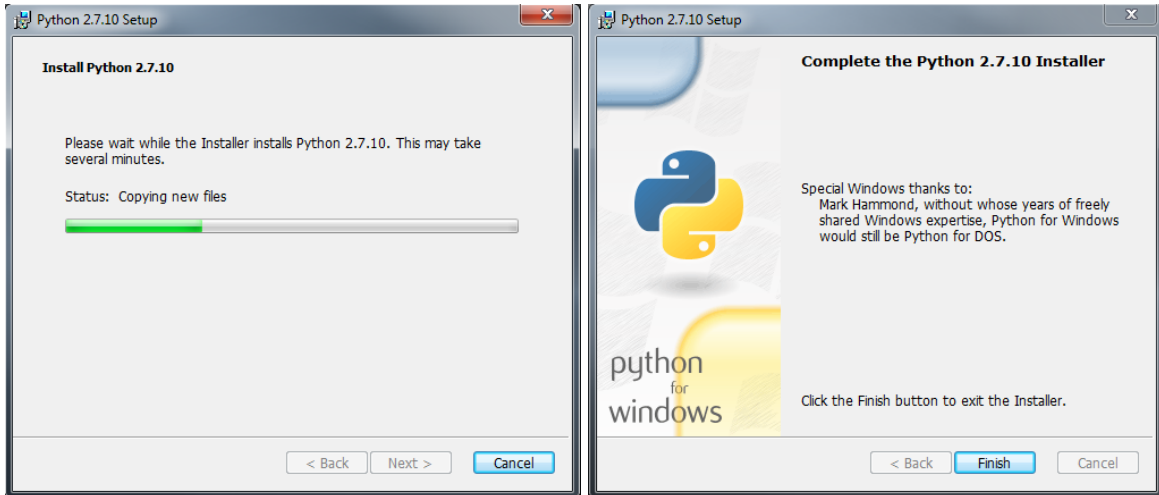 Python 2.7.10 Setup
Install Python 2.7.10
Please wait while the Installer installs Python 2.7.10. This may take
several minutes.
Status: Copying new files
< Back
Next >
Cancel
Python 2.7.10 Setup
Complete the Python 2.7.10 Installer
Special Windows thanks to:
Mark Hammond, without whose years of freely
shared Windows expertise, Python for Windows
would still be Python for DOS.
python
for
windows
Click the Finish button to exit the Installer.
< Back
Finish
Cancel